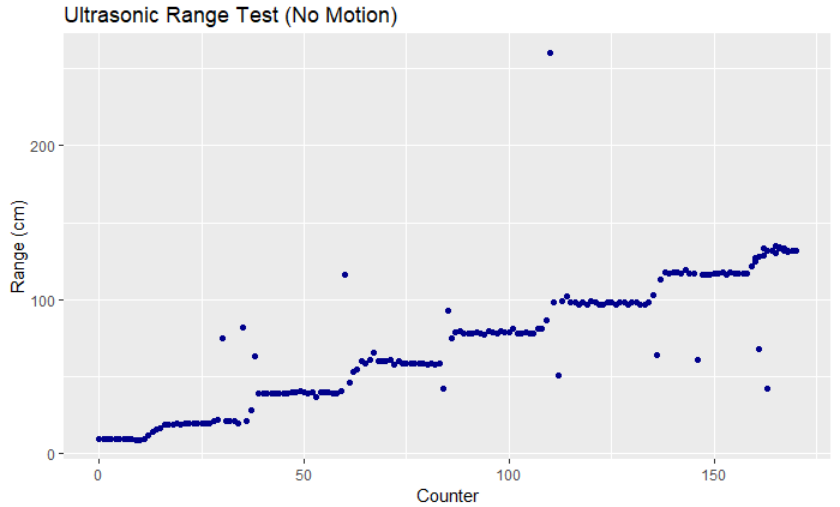 Ultrasonic Range Test (No Motion)
Range (cm)
200
100
0
0 50 100 150
Counter